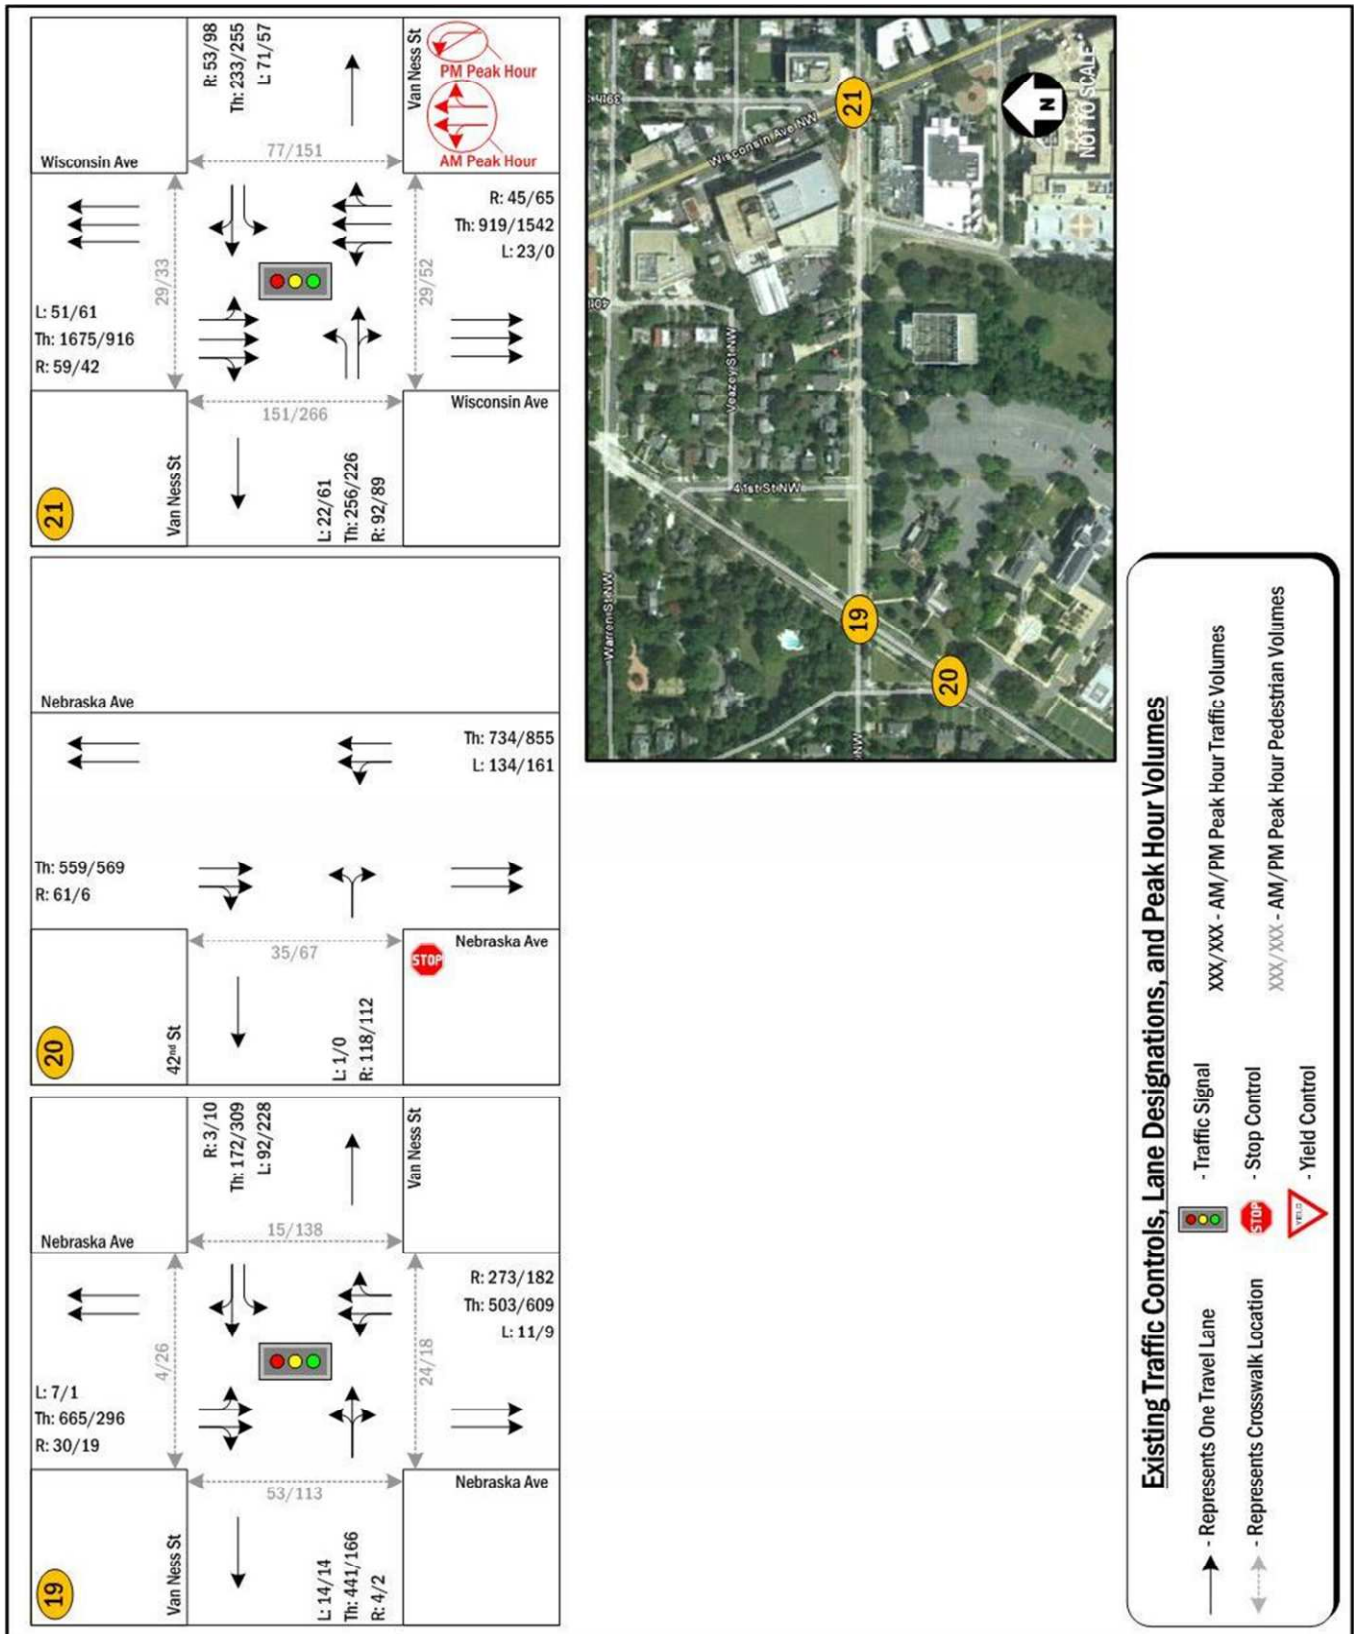 21
Wisconsin Ave
R: 53/98
Th: 233/255
L: 71/57
Van Ness St
PM Peak Hour
AM Peak Hour
77/151
29/33
29/52
R: 45/65
Th: 919/1542
L: 23/0
L: 51/61
Th: 1675/916
R: 59/42
151/266
Wisconsin Ave
Van Ness St
L: 22/61
Th: 256/226
R: 92/89
20
Nebraska Ave
Th: 734/855
L: 134/161
Th: 559/569
R: 61/6
35/67
Nebraska Ave
STOP
42nd St
L: 1/0
R: 118/112
19
Nebraska Ave
R: 3/10
Th: 172/309
L: 92/228
Van Ness St
15/138
4/26
24/18
R: 273/182
Th: 503/609
L: 11/9
L: 7/1
Th: 665/296
R: 30/19
53/113
Nebraska Ave
Van Ness St
L: 14/14
Th: 441/166
R: 4/2
39th
21
Wisconsin Ave NW
N
NOT TO SCALE
Veazey St NW
41st St NW
Warren St NW
19
20
NW
Existing Traffic Controls, Lane Designations, and Peak Hour Volumes
- Represents One Travel Lane
- Represents Crosswalk Location
- Traffic Signal
STOP
- Stop Control
YIELD
- Yield Control
XXX/XXX - AM/PM Peak Hour Traffic Volumes
XXX/XXX - AM/PM Peak Hour Pedestrian Volumes